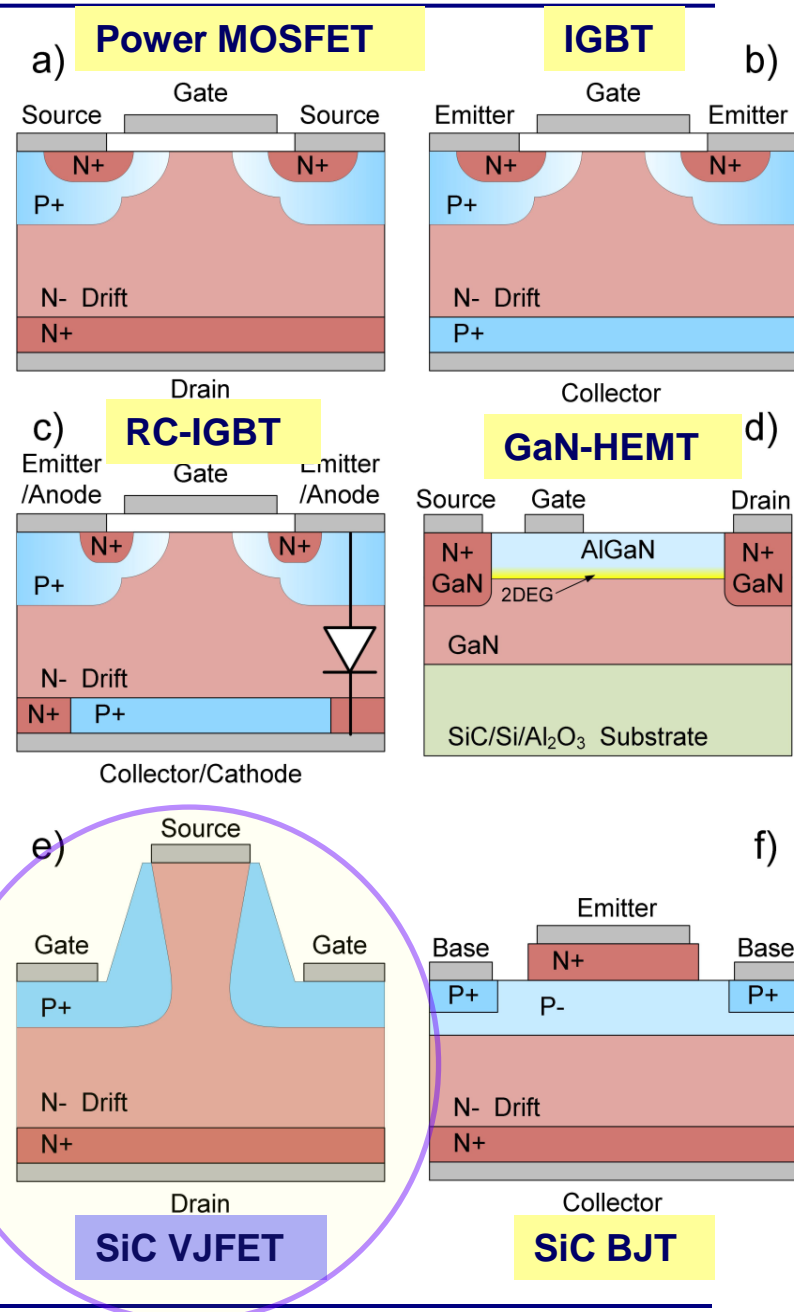 Power MOSFET
IGBT
a)
b)
Gate
Gate
Source
Source
Emitter
Emitter
N+
N+
N+
N+
P+
P+
N- Drift
N- Drift
N+
P+
Drain
Collector
c)
RC-IGBT
GaN-HEMT
d)
Emitter
/Anode
Gate
Emitter
/Anode
Source
Gate
Drain
N+
N+
N+
GaN
AlGaN
N+
GaN
P+
2DEG
GaN
N- Drift
N+
P+
SiC/Si/Al₂O₃ Substrate
Collector/Cathode
e)
Source
f)
Emitter
Gate
Gate
Base
Base
N+
P+
P+
P-
P+
N- Drift
N- Drift
N+
N+
Drain
Collector
SiC VJFET
SiC BJT